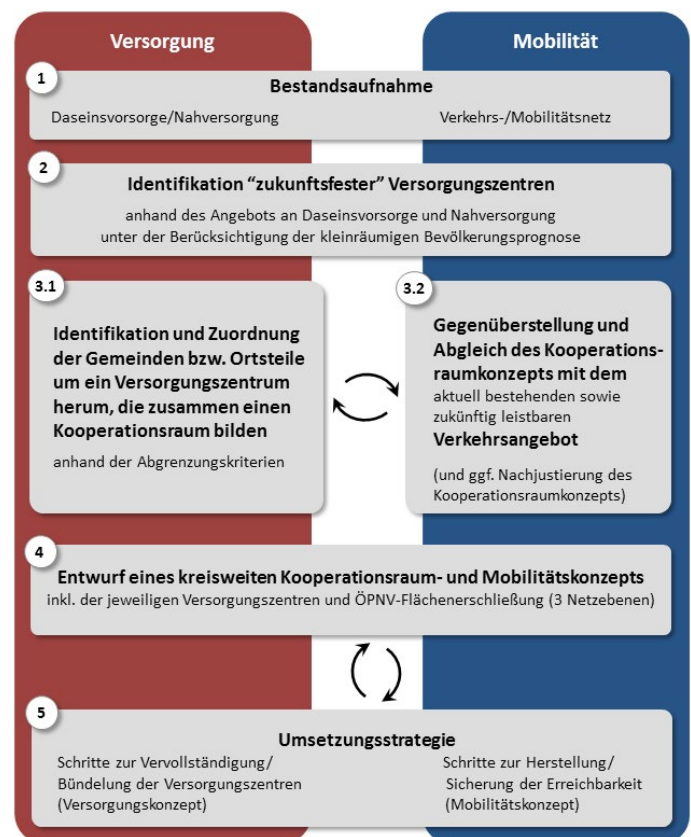 Versorgung
Mobilität
1
Bestandsaufnahme
Daseinsvorsorge/Nahversorgung
Verkehrs-/Mobilitätsnetz
2
Identifikation “zukunftsfester” Versorgungszentren
anhand des Angebots an Daseinsvorsorge und Nahversorgung
unter der Berücksichtigung der kleinräumigen Bevölkerungsprognose
3.1
Identifikation und Zuordnung
der Gemeinden bzw. Ortsteile
um ein Versorgungszentrum
herum, die zusammen einen
Kooperationsraum bilden
anhand der Abgrenzungskriterien
3.2
Gegenüberstellung und
Abgleich des Kooperations-
raumkonzepts mit dem
aktuell bestehenden sowie
zukünftig leistbaren
Verkehrsangebot
(und ggf. Nachjustierung des
Kooperationsraumkonzepts)
4
Entwurf eines kreisweiten Kooperationsraum- und Mobilitätskonzepts
inkl. der jeweiligen Versorgungszentren und ÖPNV-Flächenerschließung (3 Netzebenen)
5
Umsetzungsstrategie
Schritte zur Vervollständigung/
Bündelung der Versorgungszentren
(Versorgungskonzept)
Schritte zur Herstellung/
Sicherung der Erreichbarkeit
(Mobilitätskonzept)